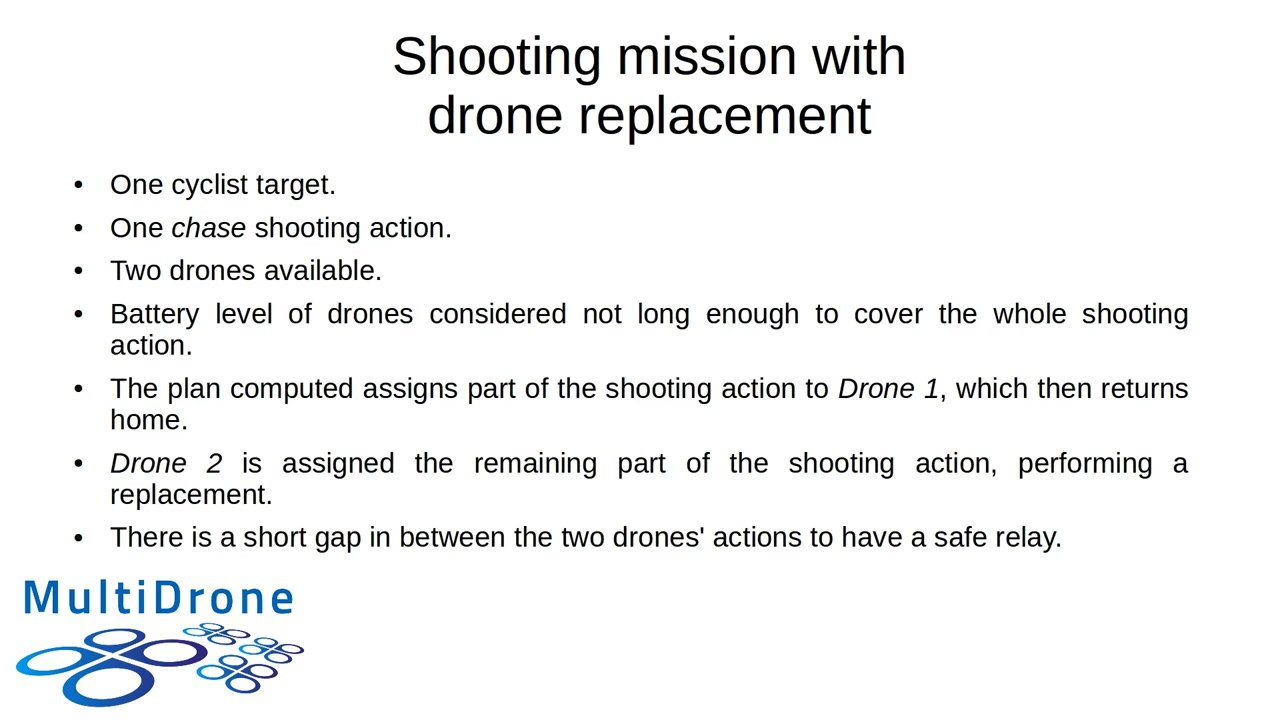 Shooting mission with
drone replacement
• One cyclist target.
• One chase shooting action.
• Two drones available.
• Battery level of drones considered not long enough to cover the whole shooting
action.
• The plan computed assigns part of the shooting action to Drone 1, which then returns
home.
• Drone 2 is assigned the remaining part of the shooting action, performing a
replacement.
• There is a short gap in between the two drones' actions to have a safe relay.
MultiDrone